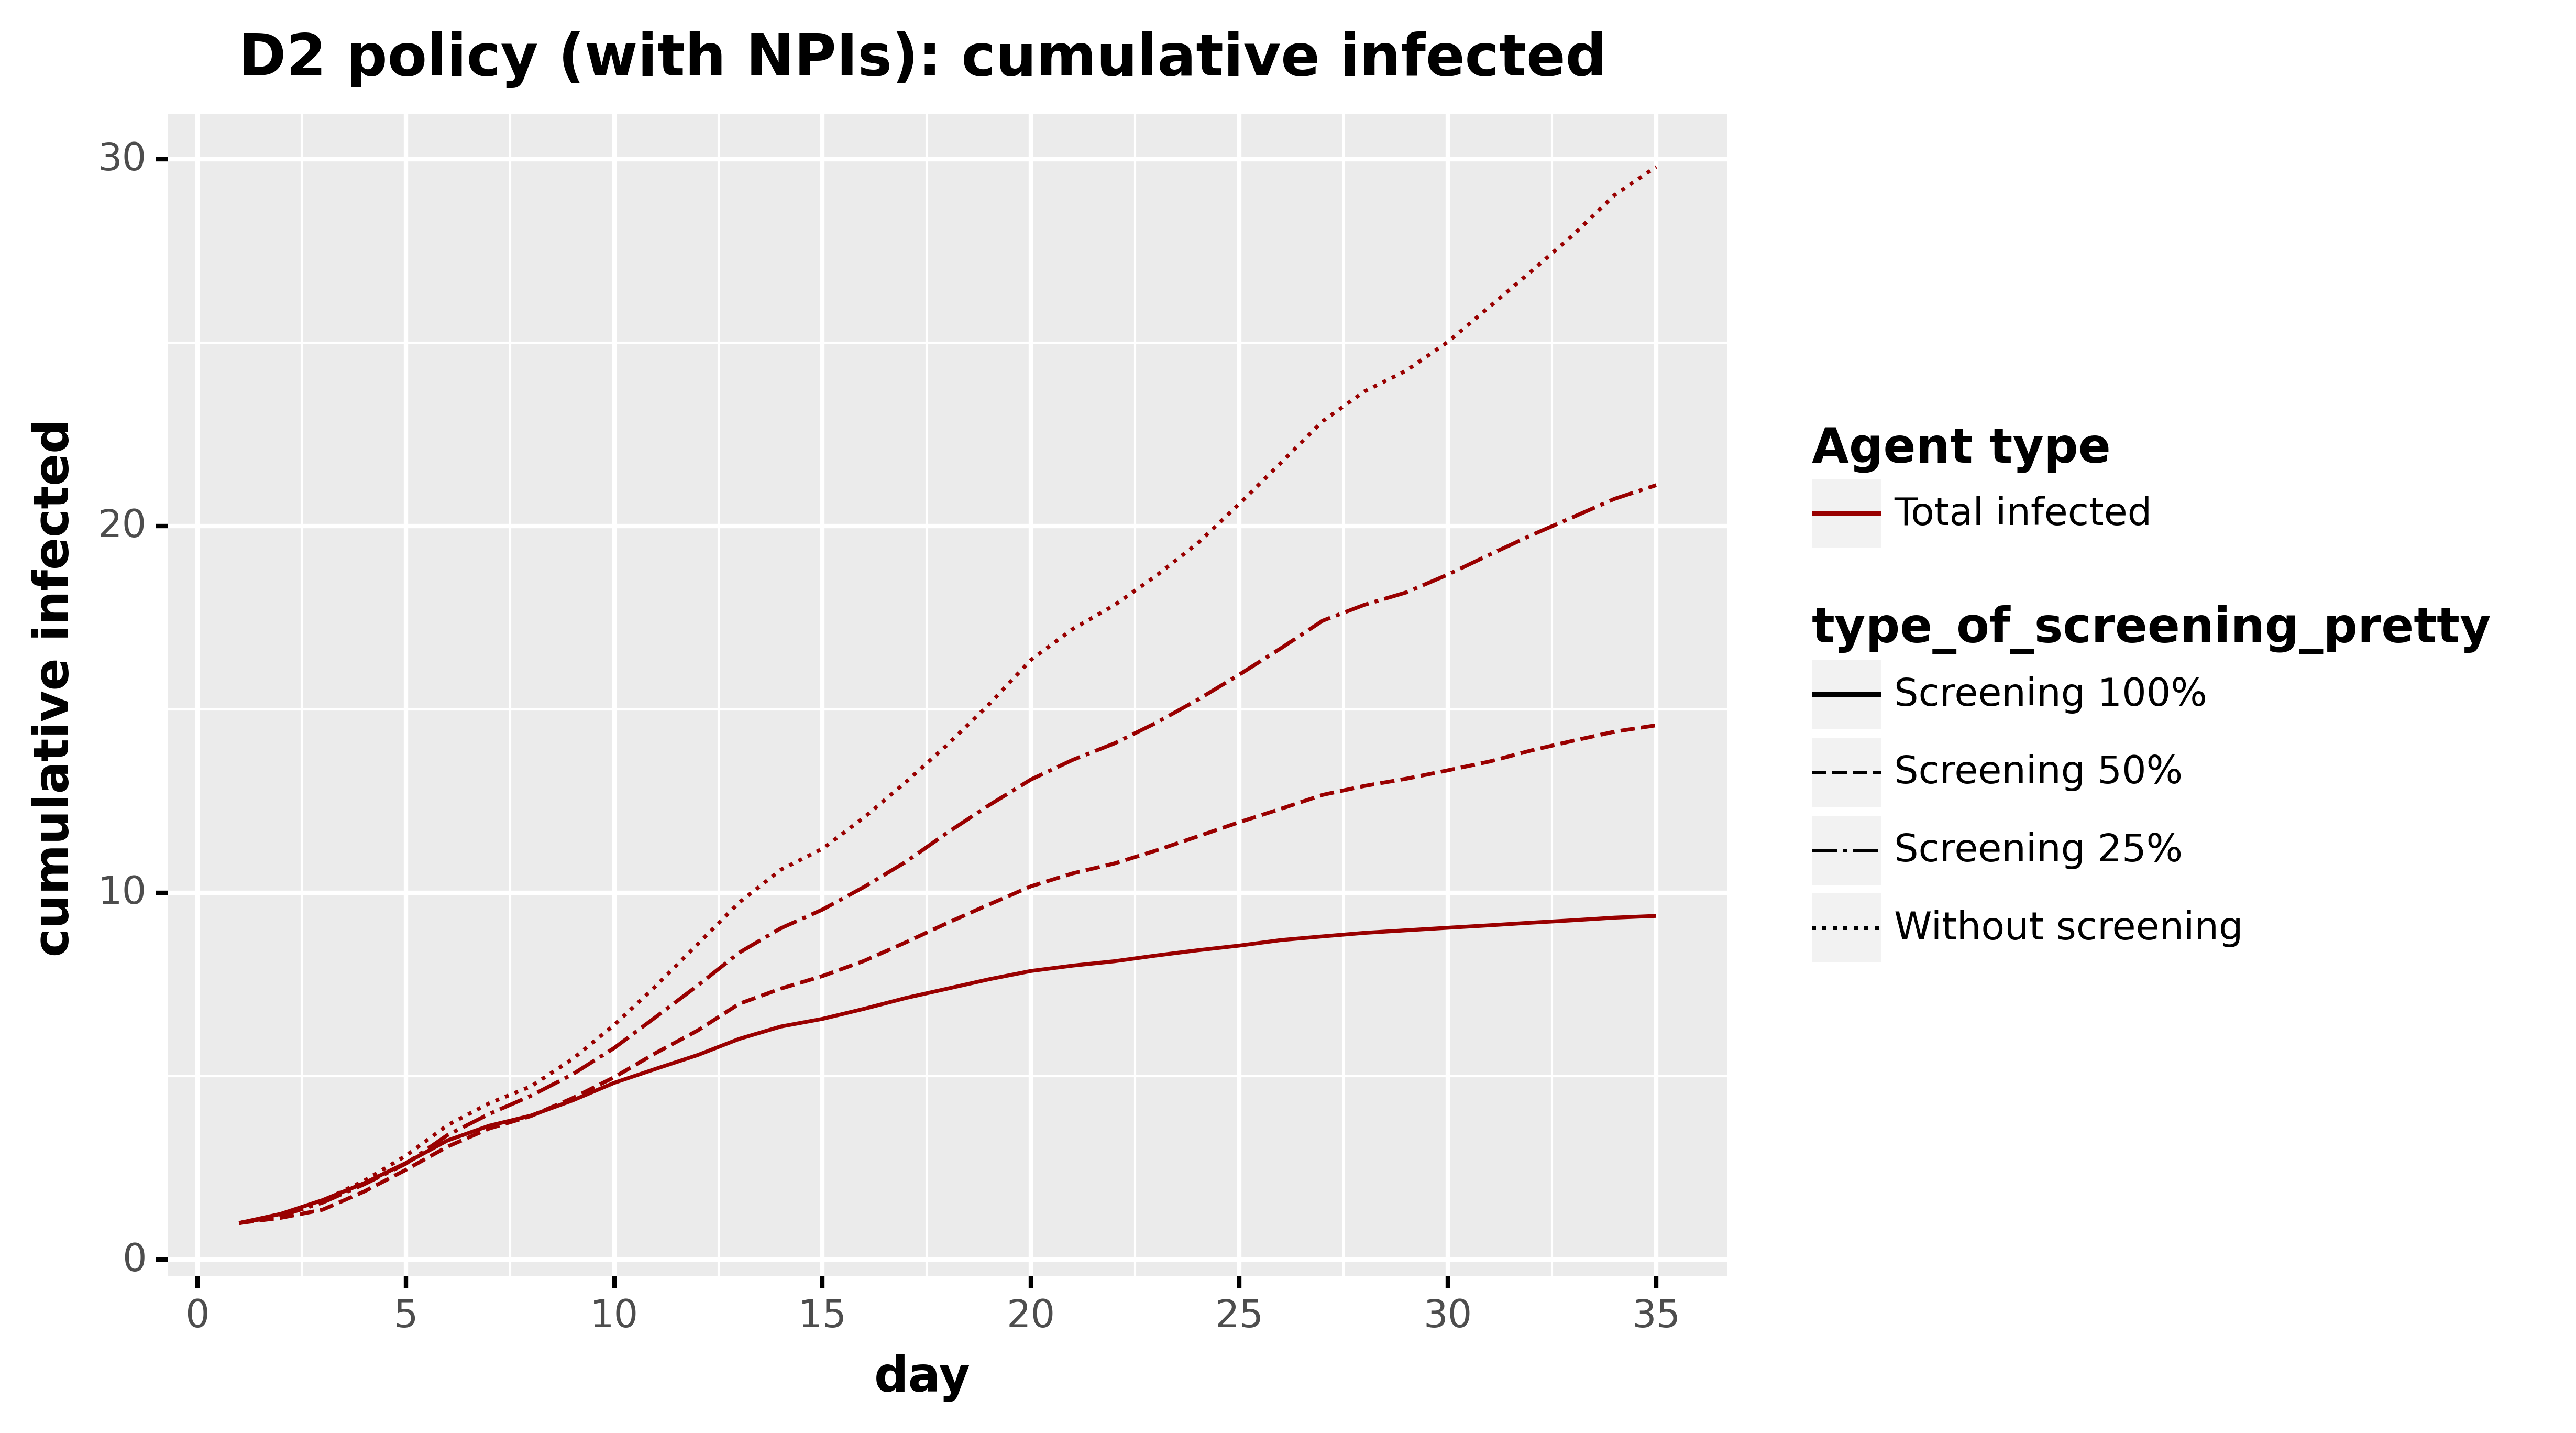 D2 policy (with NPIs): cumulative infected
cumulative infected
30
20
10
0
0 5 10 15 20 25 30 35
day
Agent type
Total infected
type_of_screening_pretty
Screening 100%
Screening 50%
Screening 25%
Without screening